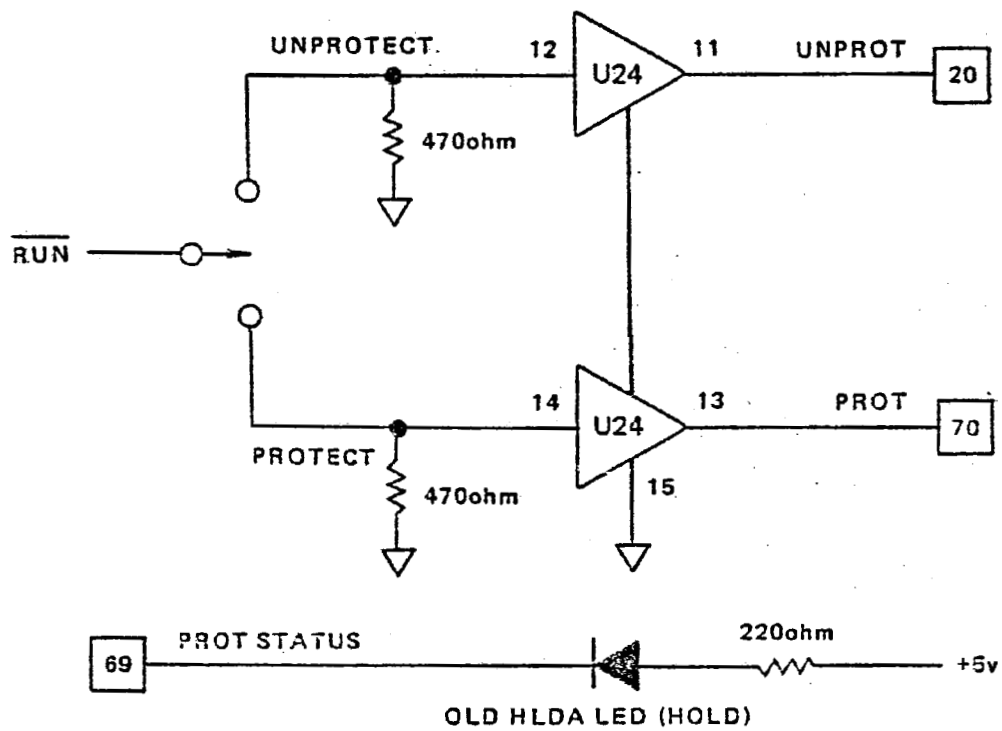 UNPROTECT.
12
U24
11
UNPROT
20
470ohm
RUN
14
U24
13
PROT
70
PROTECT
470ohm
15
69
PROT STATUS
220ohm
+5v
OLD HLDA LED (HOLD)